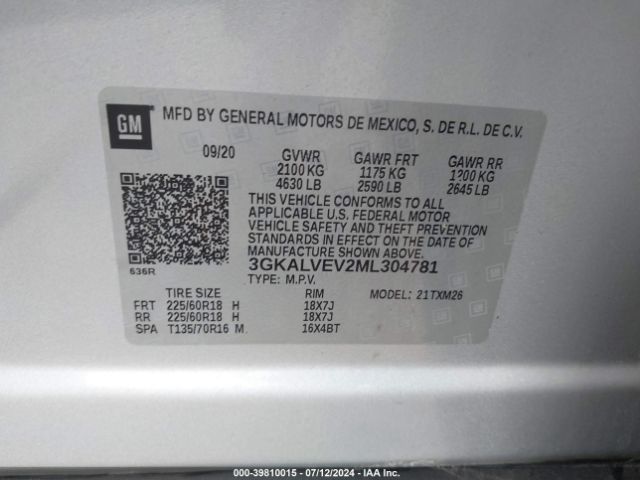 GM
MFD BY GENERAL MOTORS DE MEXICO, S. DE R.L. DE C.V.
09/20 GVWR GAWR FRT GAWR RR
2100 KG 1175 KG 1200 KG
4630 LB 2590 LB 2645 LB
THIS VEHICLE CONFORMS TO ALL
APPLICABLE U.S. FEDERAL MOTOR
VEHICLE SAFETY AND THEFT PREVENTION
STANDARDS IN EFFECT ON THE DATE OF
MANUFACTURE SHOWN ABOVE.
636R 3GKALVEV2ML304781
TYPE: M.P.V.
TIRE SIZE RIM MODEL: 21TXM26
FRT 225/60R18 H 18X7J
RR 225/60R18 H 18X7J
SPA T135/70R16 M 16X4BT
000-39810015 - 07/12/2024 - IAA Inc.